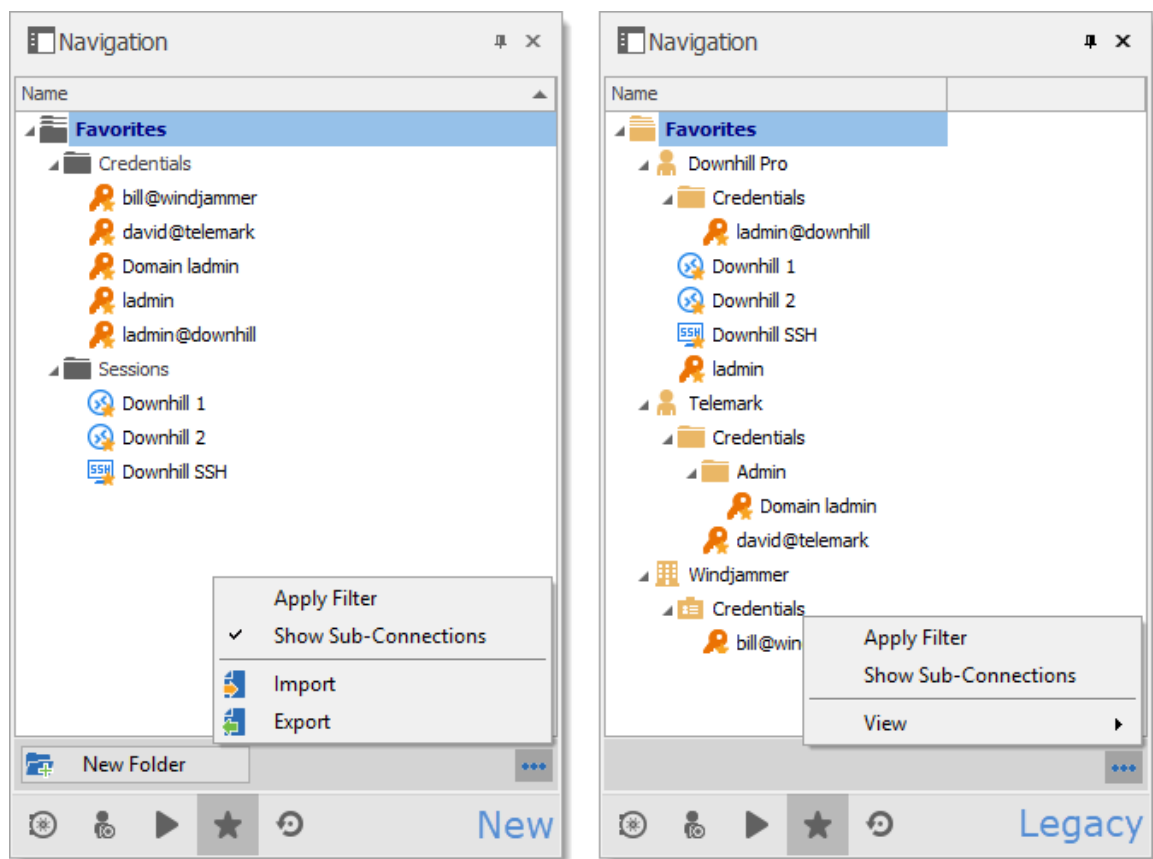 Navigation
Name
Favorites
Credentials
bill@windjammer
david@telemark
Domain ladmin
ladmin
ladmin@downhill
Sessions
Downhill 1
Downhill 2
SSH Downhill SSH
Apply Filter
Show Sub-Connections
Import
Export
New Folder
New
Navigation
Name
Favorites
Downhill Pro
Credentials
ladmin@downhill
Downhill 1
Downhill 2
SSH Downhill SSH
ladmin
Telemark
Credentials
Admin
Domain ladmin
david@telemark
Windjammer
Credentials
bill@win
Apply Filter
Show Sub-Connections
View
Legacy